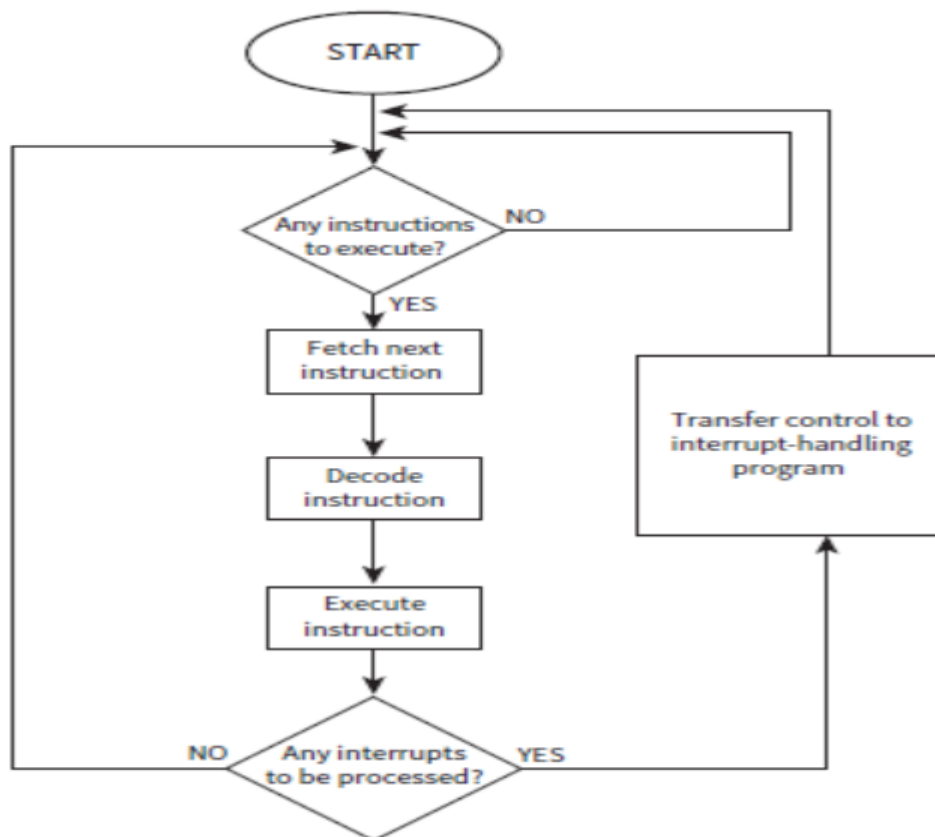 START
Any instructions
to execute?
NO
YES
Fetch next
instruction
Transfer control to
interrupt-handling
program
Decode
instruction
Execute
instruction
NO
Any interrupts
to be processed?
YES